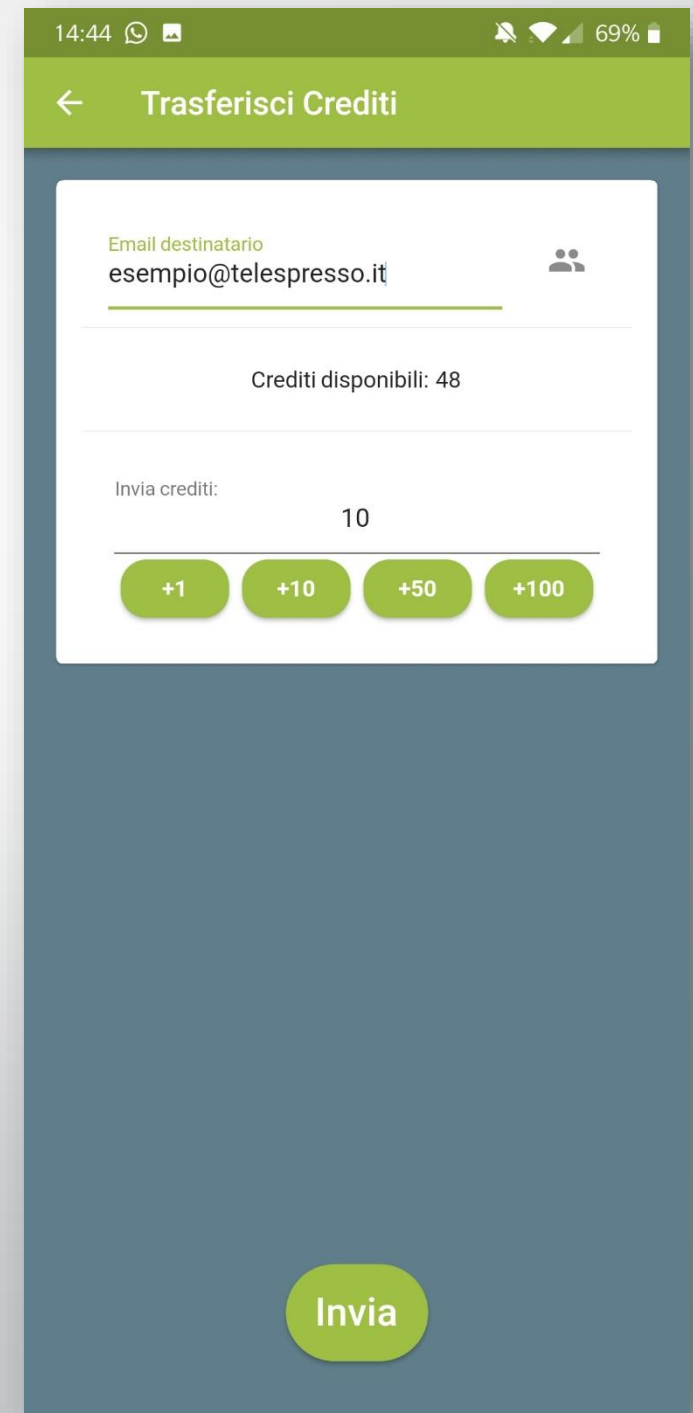 14:44 69%
Trasferisci Crediti
Email destinatario
esempio@telespresso.it
Crediti disponibili: 48
Invia crediti:
10
+1 +10 +50 +100
Invia